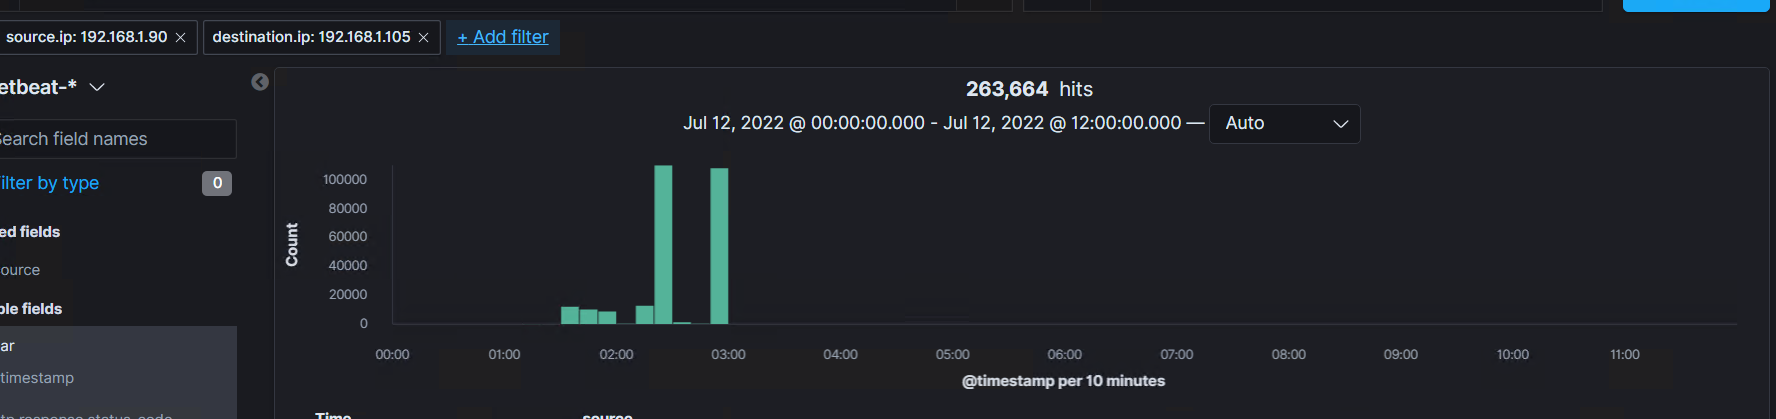 source.ip: 192.168.1.90 × destination.ip: 192.168.1.105 × + Add filter
etbeat-*
263,664 hits
Search field names
Jul 12, 2022 @ 00:00:00.000 - Jul 12, 2022 @ 12:00:00.000 — Auto
ilter by type 0
ed fields
ource
ble fields
ar
timestamp
Count
100000
80000
60000
40000
20000
0
00:00 01:00 02:00 03:00 04:00 05:00 06:00 07:00 08:00 09:00 10:00 11:00
@timestamp per 10 minutes
Time source